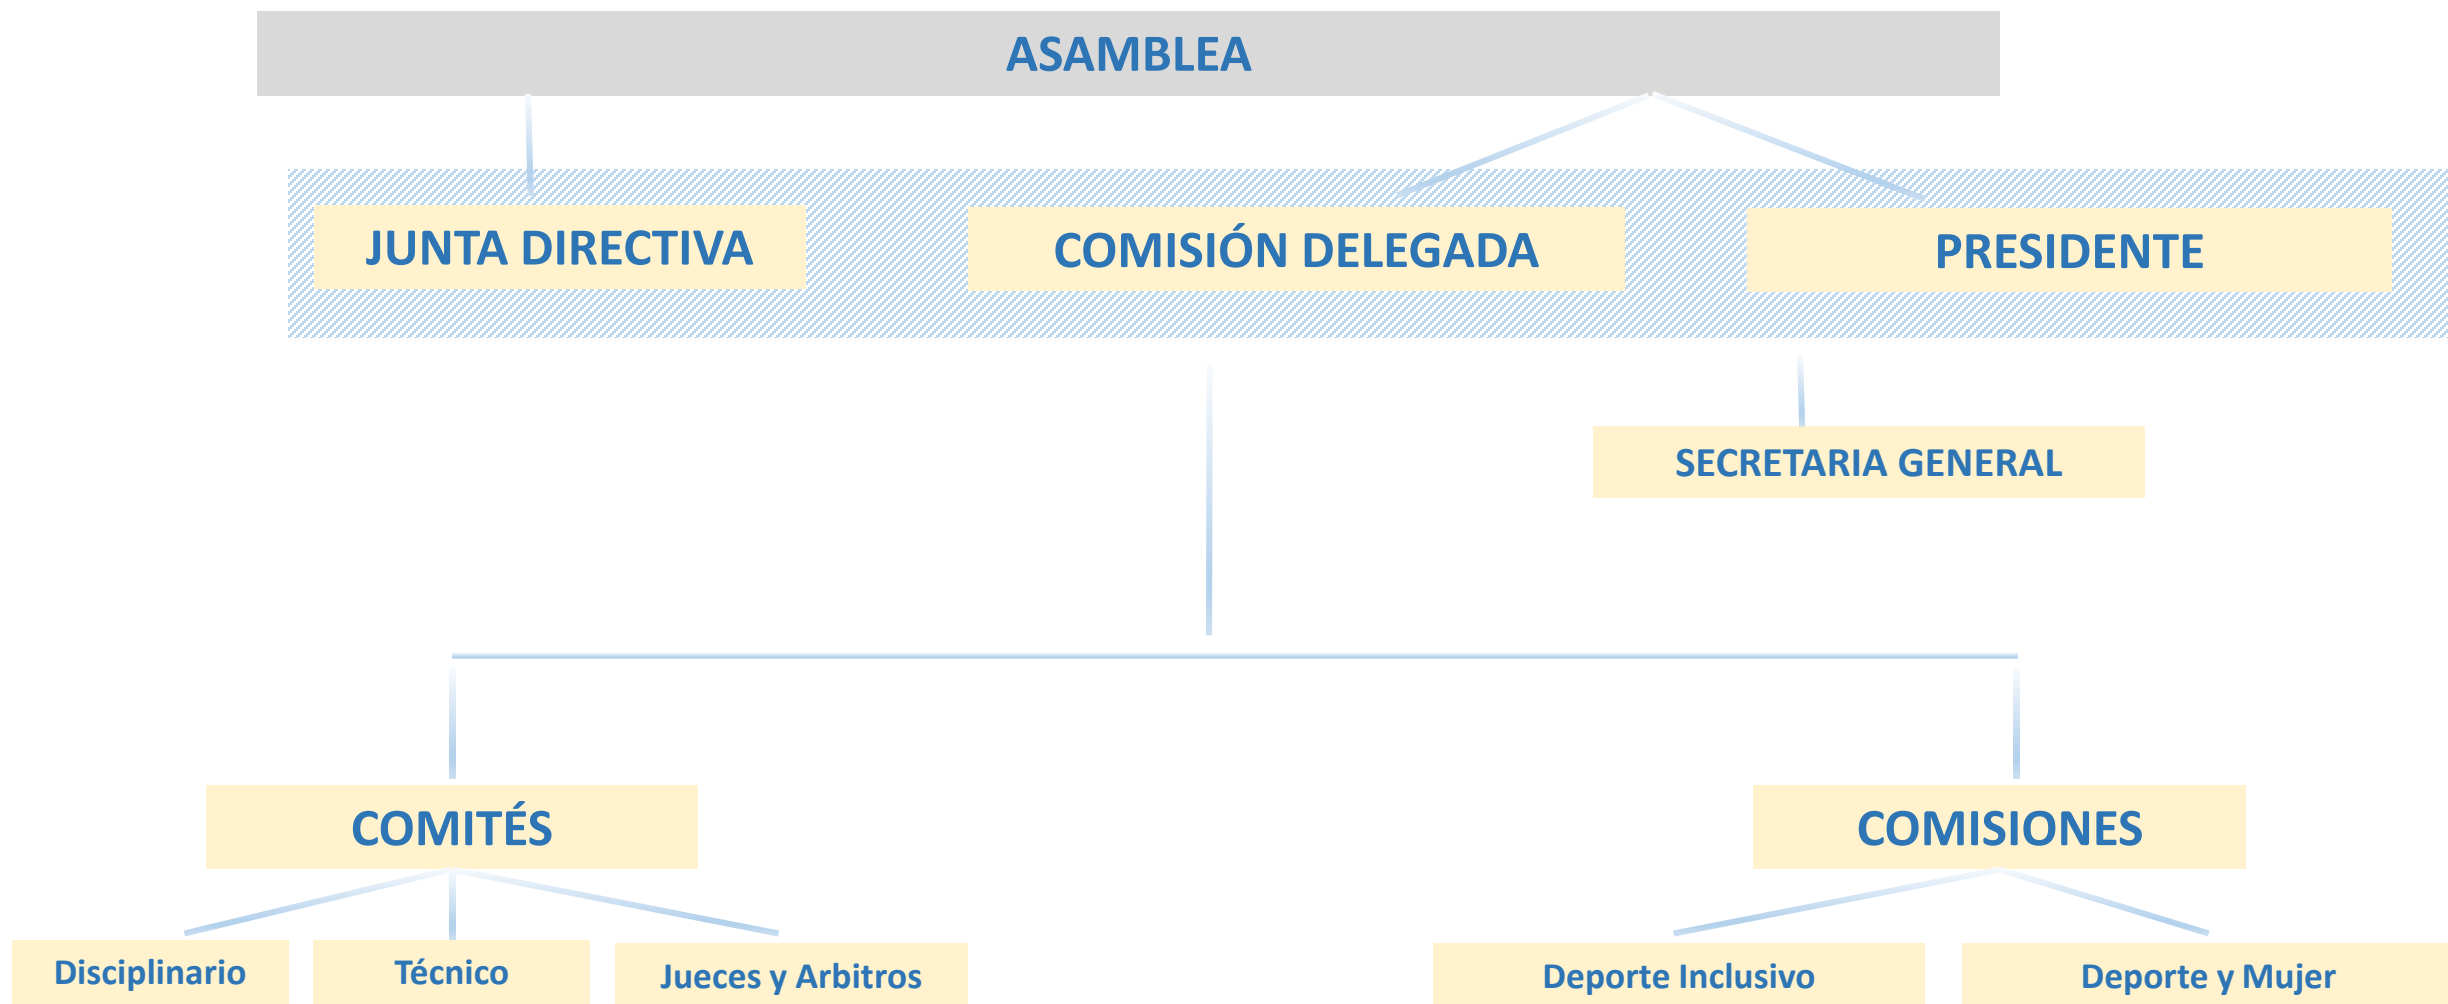 ASAMBLEA
JUNTA DIRECTIVA
COMISIÓN DELEGADA
PRESIDENTE
SECRETARIA GENERAL
COMITÉS
COMISIONES
Disciplinario
Técnico
Jueces y Arbitros
Deporte Inclusivo
Deporte y Mujer